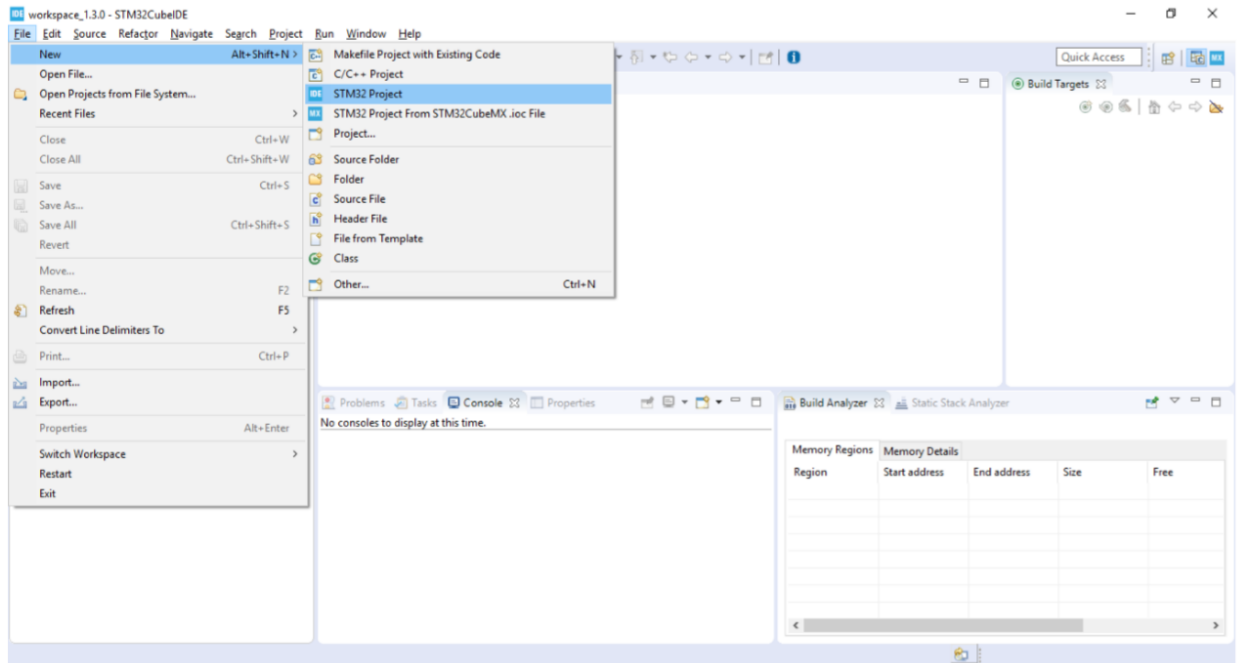 IDE workspace_1.3.0 - STM32CubeIDE
File Edit Source Refactor Navigate Search Project Run Window Help
New Alt+Shift+N >
Open File...
Open Projects from File System...
Recent Files >
Close Ctrl+W
Close All Ctrl+Shift+W
Save Ctrl+S
Save As...
Save All Ctrl+Shift+S
Revert
Move...
Rename... F2
Refresh F5
Convert Line Delimiters To >
Print... Ctrl+P
Import...
Export...
Properties Alt+Enter
Switch Workspace >
Restart
Exit
Makefile Project with Existing Code
C/C++ Project
IDE STM32 Project
MX STM32 Project From STM32CubeMX .ioc File
Project...
Source Folder
Folder
Source File
Header File
File from Template
Class
Other... Ctrl+N
Quick Access
MX
Build Targets
Problems Tasks Console Properties
No consoles to display at this time.
Build Analyzer Static Stack Analyzer
Memory Regions Memory Details
Region Start address End address Size Free